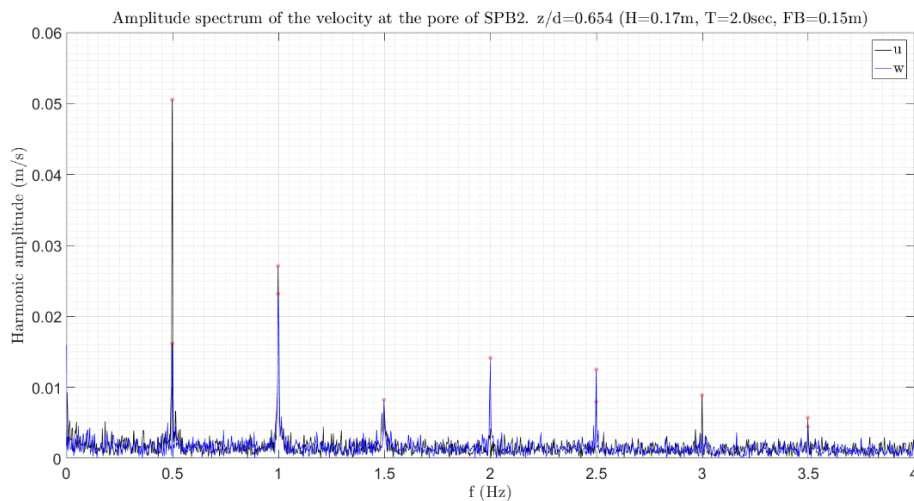 Amplitude spectrum of the velocity at the pore of SPB2. z/d=0.654 (H=0.17m, T=2.0sec, FB=0.15m)
0.06
0.05
0.04
0.03
0.02
0.01
0
Harmonic amplitude (m/s)
u
w
0 0.5 1 1.5 2 2.5 3 3.5 4
f (Hz)